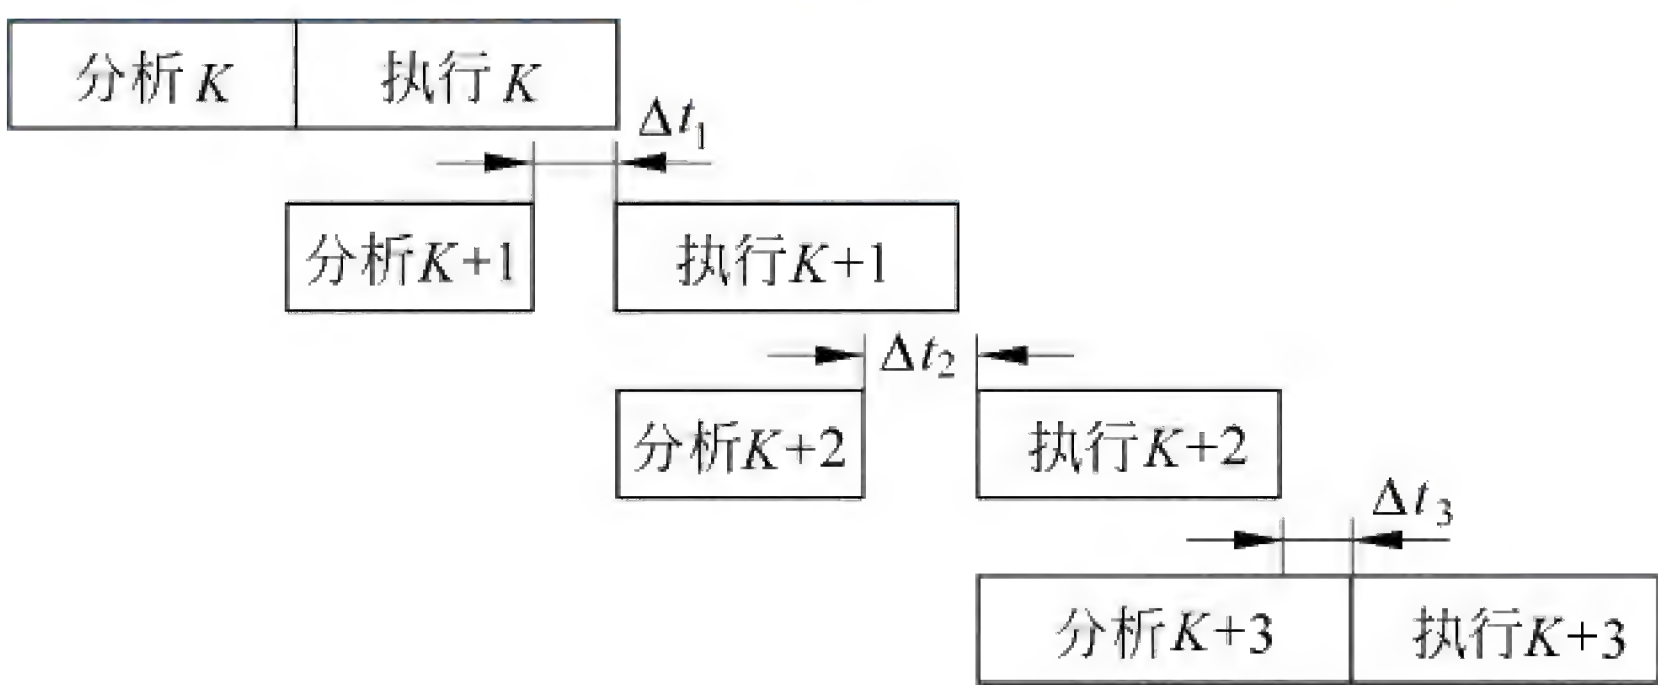 分析K 执行K
Δt1
分析K+1 执行K+1
Δt2
分析K+2 执行K+2
Δt3
分析K+3 执行K+3